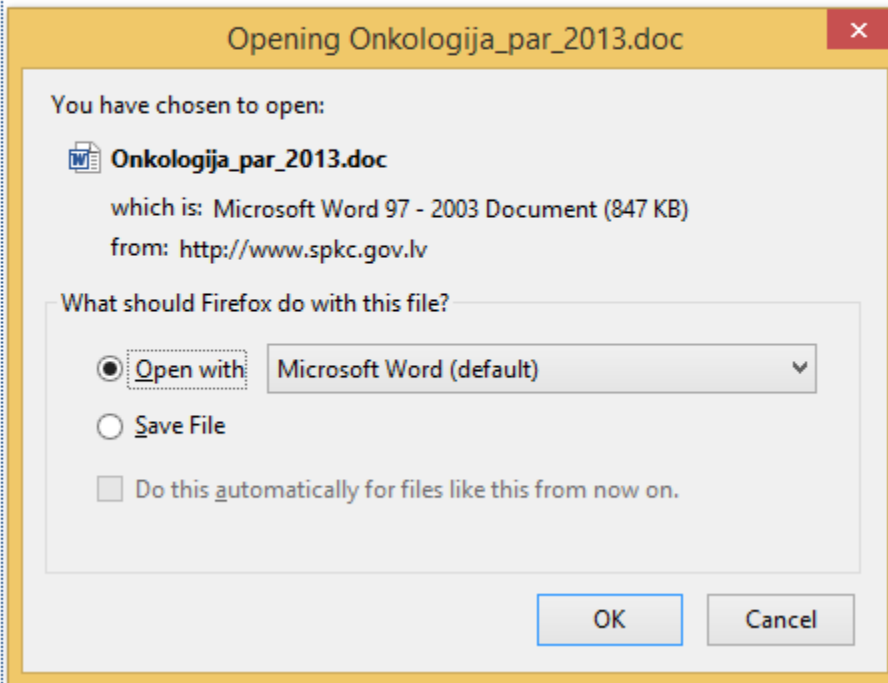 Opening Onkologija_par_2013.doc
You have chosen to open:
Onkologija_par_2013.doc
which is: Microsoft Word 97 - 2003 Document (847 KB)
from: http://www.spkc.gov.lv
What should Firefox do with this file?
Open with Microsoft Word (default)
Save File
Do this automatically for files like this from now on.
OK Cancel